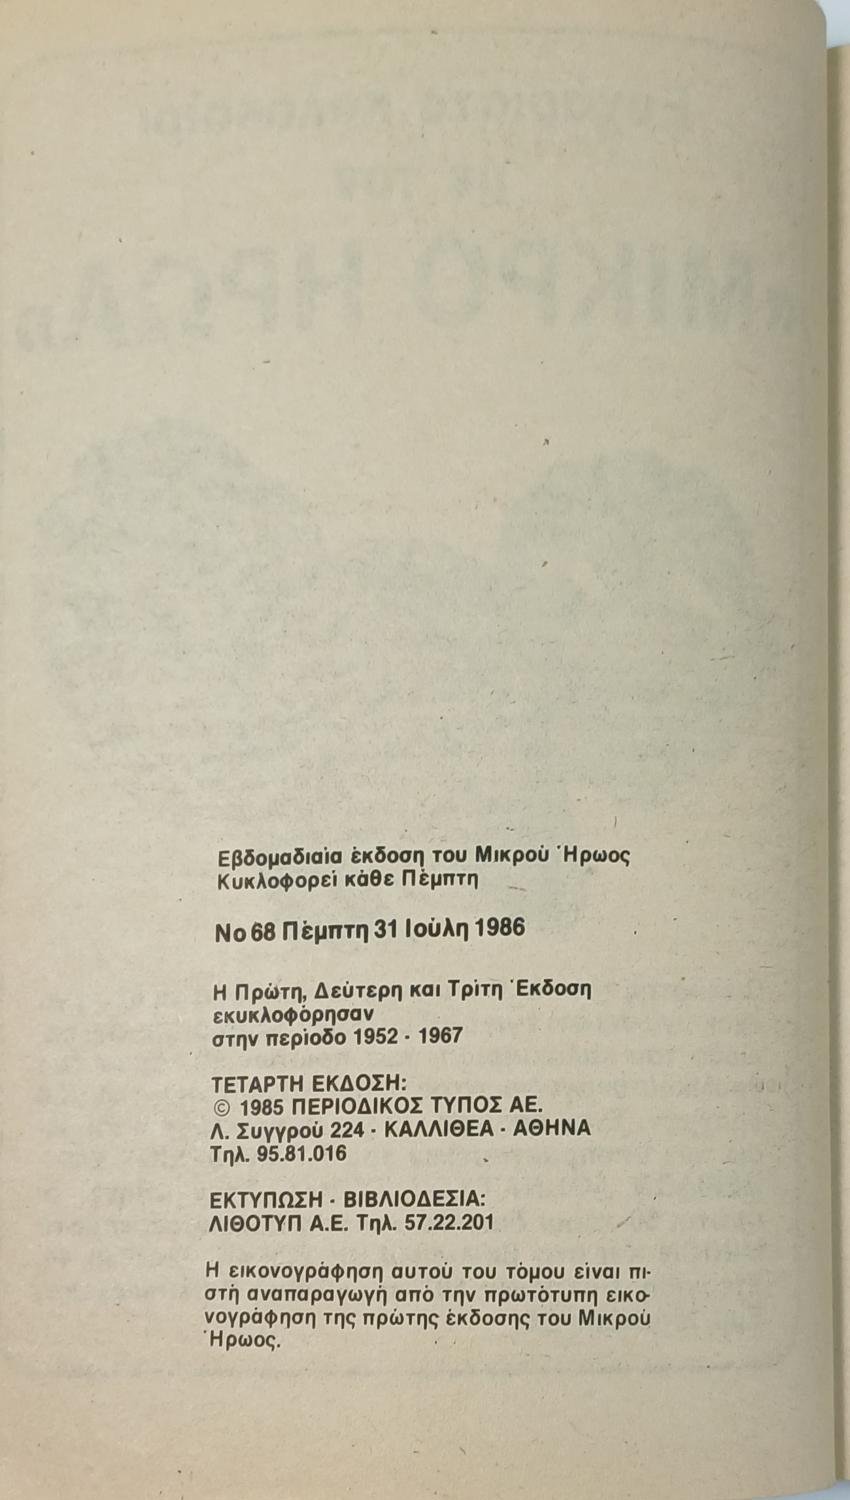 Εβδομαδιαία έκδοση του Μικρού Ήρωος
Κυκλοφορεί κάθε Πέμπτη
Νο 68 Πέμπτη 31 Ιούλη 1986
Η Πρώτη, Δεύτερη και Τρίτη Έκδοση
εκυκλοφόρησαν
στην περίοδο 1952 - 1967
ΤΕΤΑΡΤΗ ΕΚΔΟΣΗ:
© 1985 ΠΕΡΙΟΔΙΚΟΣ ΤΥΠΟΣ ΑΕ.
Λ. Συγγρού 224 - ΚΑΛΛΙΘΕΑ - ΑΘΗΝΑ
Τηλ. 95.81.016
ΕΚΤΥΠΩΣΗ - ΒΙΒΛΙΟΔΕΣΙΑ:
ΛΙΘΟΤΥΠ Α.Ε. Τηλ. 57.22.201
Η εικονογράφηση αυτού του τόμου είναι πι-
στή αναπαραγωγή από την πρωτότυπη εικο-
νογράφηση της πρώτης έκδοσης του Μικρού
Ήρωος.